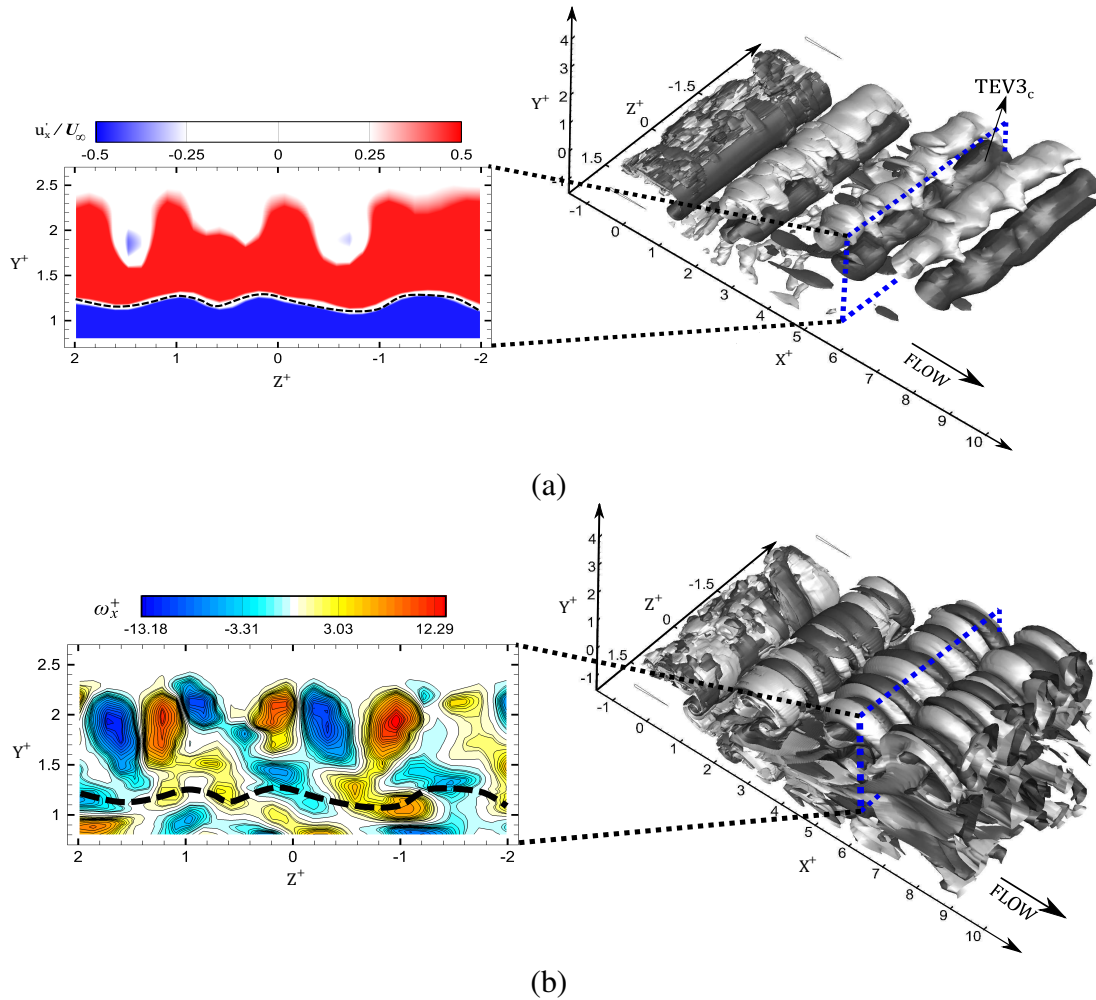 u'ₓ/U∞
-0.5 -0.25 0.25 0.5
Y⁺
2.5
2
1.5
1
2 1 0 -1 -2
Z⁺
Y⁺
4
3
2
1
0
Z⁺
-1.5
0
1.5
TEV3c
-1 0 1 2 3 4 5 6 7 8 9 10
X⁺
FLOW
(a)
ωₓ⁺
-13.18 -3.31 3.03 12.29
Y⁺
2.5
2
1.5
1
2 1 0 -1 -2
Z⁺
Y⁺
4
3
2
1
0
-1
Z⁺
-1.5
0
1.5
-1 0 1 2 3 4 5 6 7 8 9 10
X⁺
FLOW
(b)